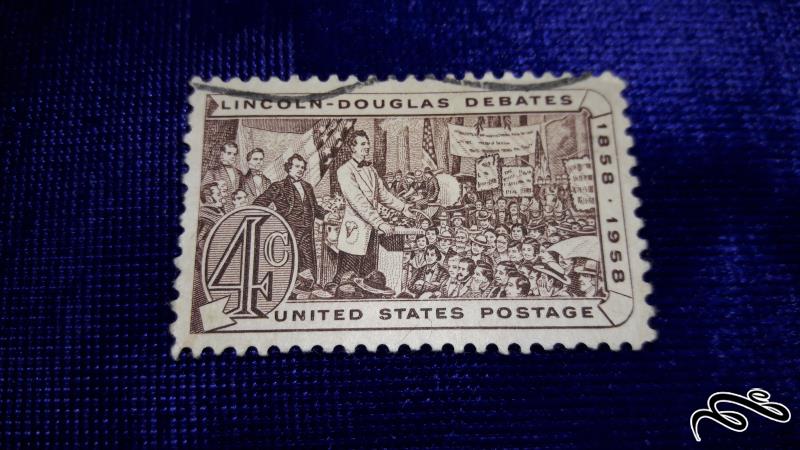 LINCOLN-DOUGLAS DEBATES
1858 · 1958
4c
UNITED STATES POSTAGE